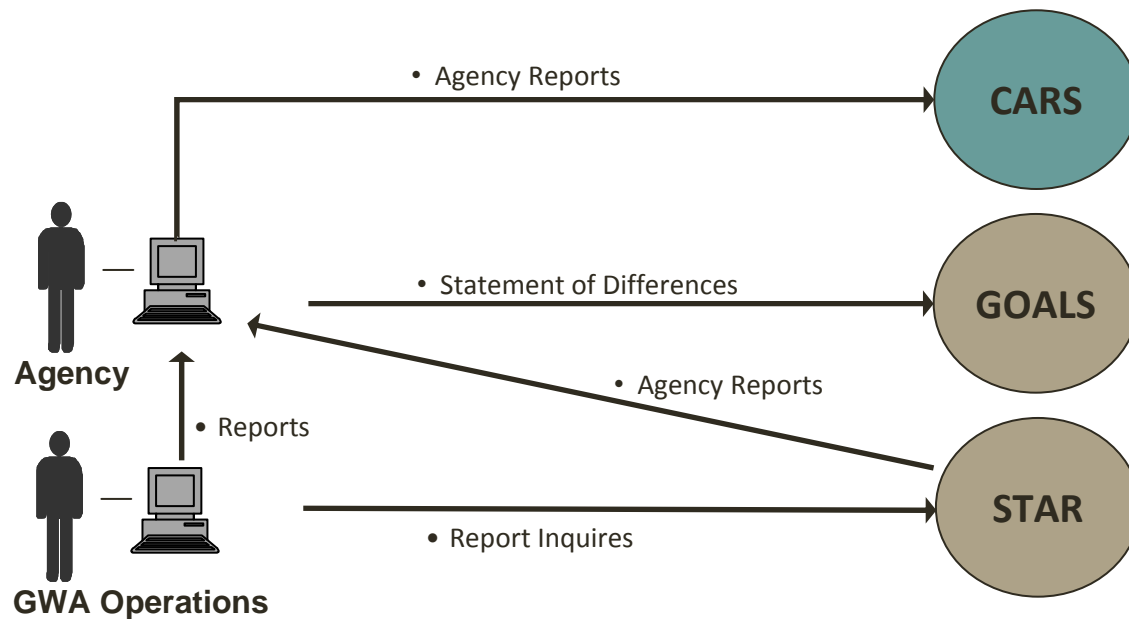 • Agency Reports
CARS
• Statement of Differences
GOALS
Agency
• Agency Reports
• Reports
STAR
• Report Inquires
GWA Operations